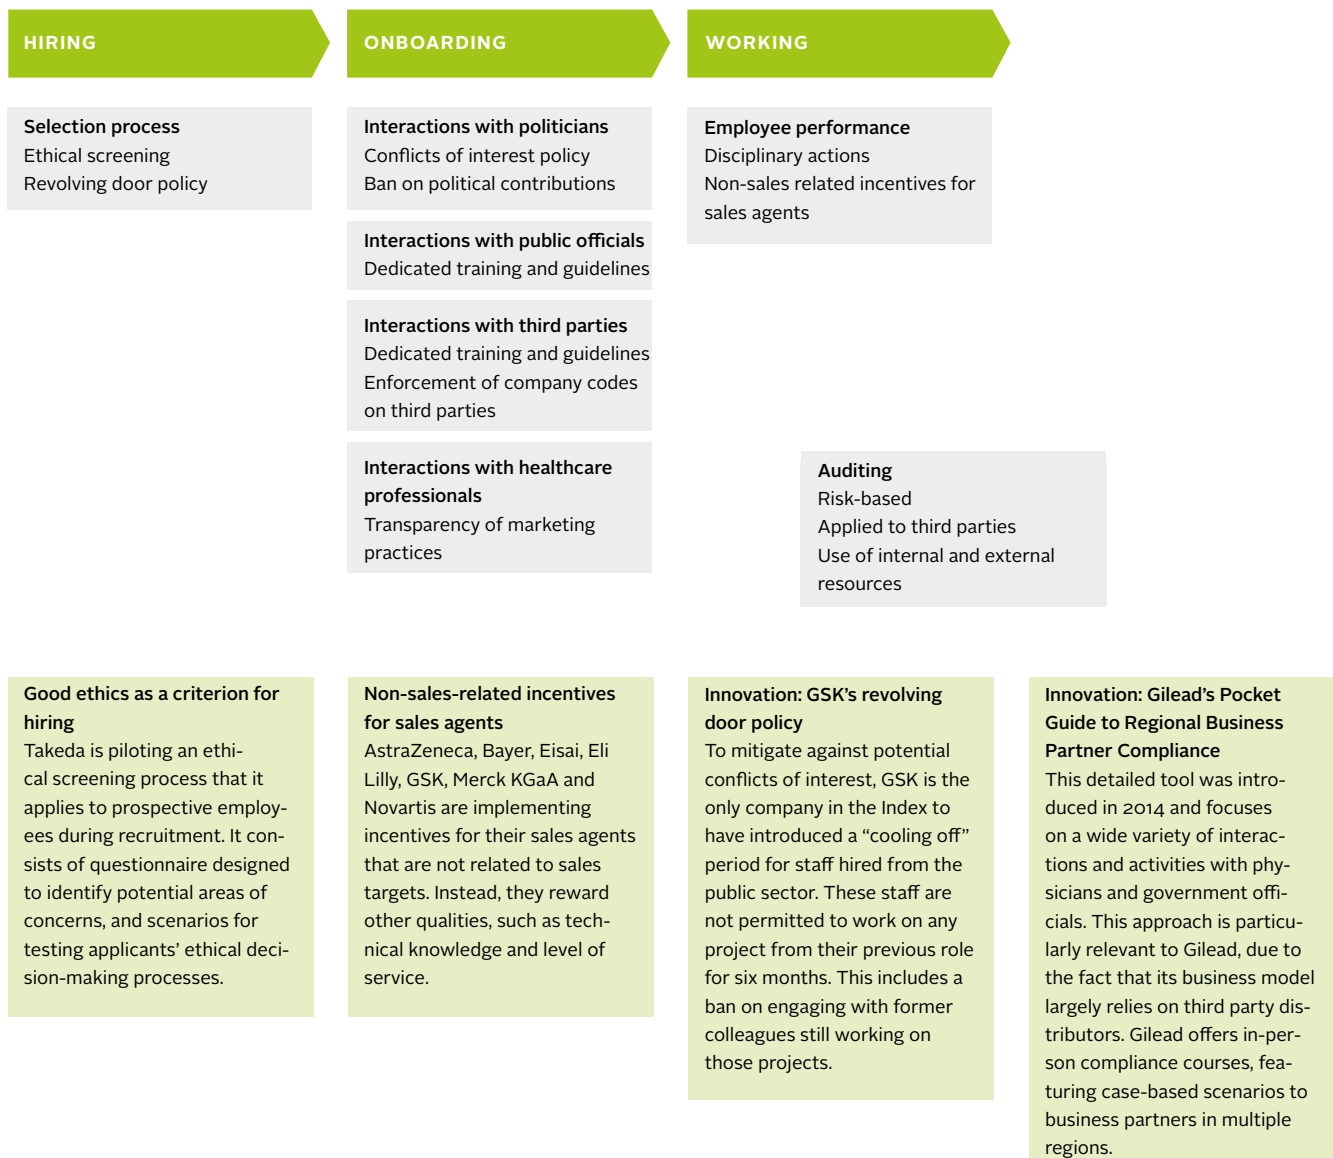 HIRING
ONBOARDING
WORKING
Selection process
Ethical screening
Revolving door policy
Interactions with politicians
Conflicts of interest policy
Ban on political contributions
Interactions with public officials
Dedicated training and guidelines
Interactions with third parties
Dedicated training and guidelines
Enforcement of company codes
on third parties
Interactions with healthcare
professionals
Transparency of marketing
practices
Employee performance
Disciplinary actions
Non-sales related incentives for
sales agents
Auditing
Risk-based
Applied to third parties
Use of internal and external
resources
Good ethics as a criterion for
hiring
Takeda is piloting an ethi-
cal screening process that it
applies to prospective employ-
ees during recruitment. It con-
sists of questionnaire designed
to identify potential areas of
concerns, and scenarios for
testing applicants’ ethical deci-
sion-making processes.
Non-sales-related incentives
for sales agents
AstraZeneca, Bayer, Eisai, Eli
Lilly, GSK, Merck KGaA and
Novartis are implementing
incentives for their sales agents
that are not related to sales
targets. Instead, they reward
other qualities, such as tech-
nical knowledge and level of
service.
Innovation: GSK’s revolving
door policy
To mitigate against potential
conflicts of interest, GSK is the
only company in the Index to
have introduced a “cooling off”
period for staff hired from the
public sector. These staff are
not permitted to work on any
project from their previous role
for six months. This includes a
ban on engaging with former
colleagues still working on
those projects.
Innovation: Gilead’s Pocket
Guide to Regional Business
Partner Compliance
This detailed tool was intro-
duced in 2014 and focuses
on a wide variety of interac-
tions and activities with phy-
sicians and government offi-
cials. This approach is particu-
larly relevant to Gilead, due to
the fact that its business model
largely relies on third party dis-
tributors. Gilead offers in-per-
son compliance courses, fea-
turing case-based scenarios to
business partners in multiple
regions.